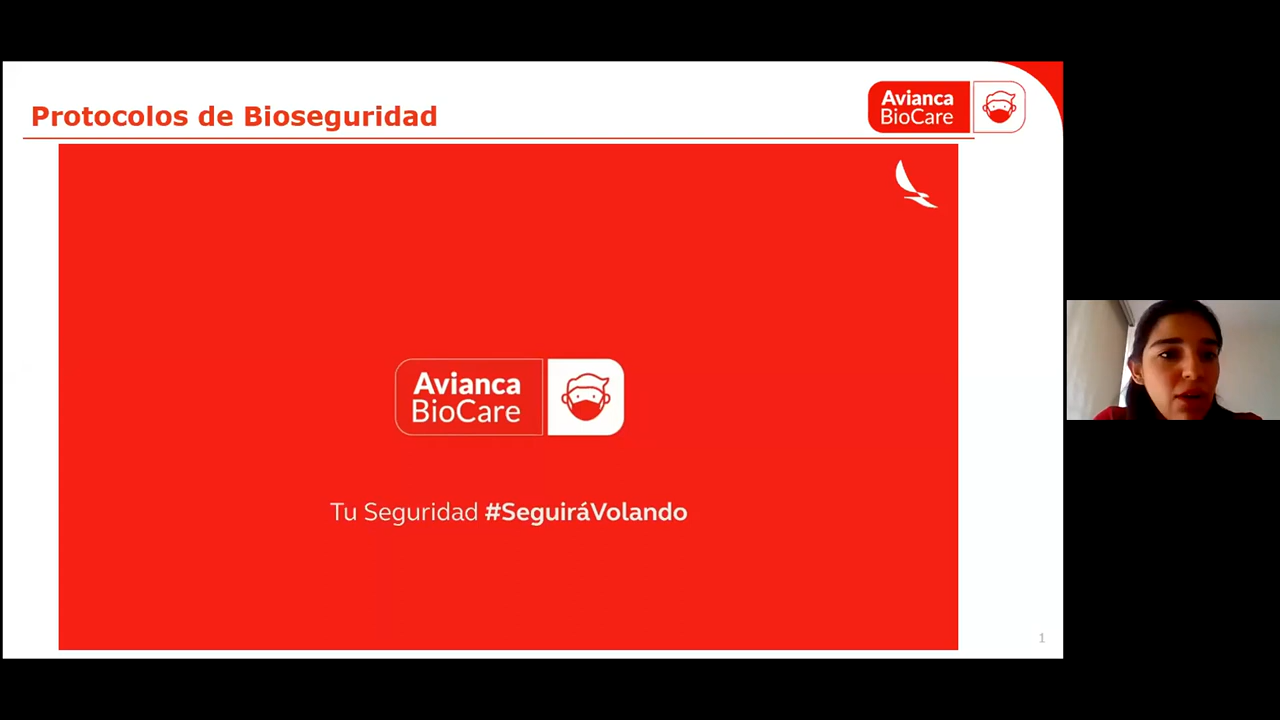 Protocolos de Bioseguridad
Avianca
BioCare
Avianca
BioCare
Tu Seguridad #SeguiráVolando
1